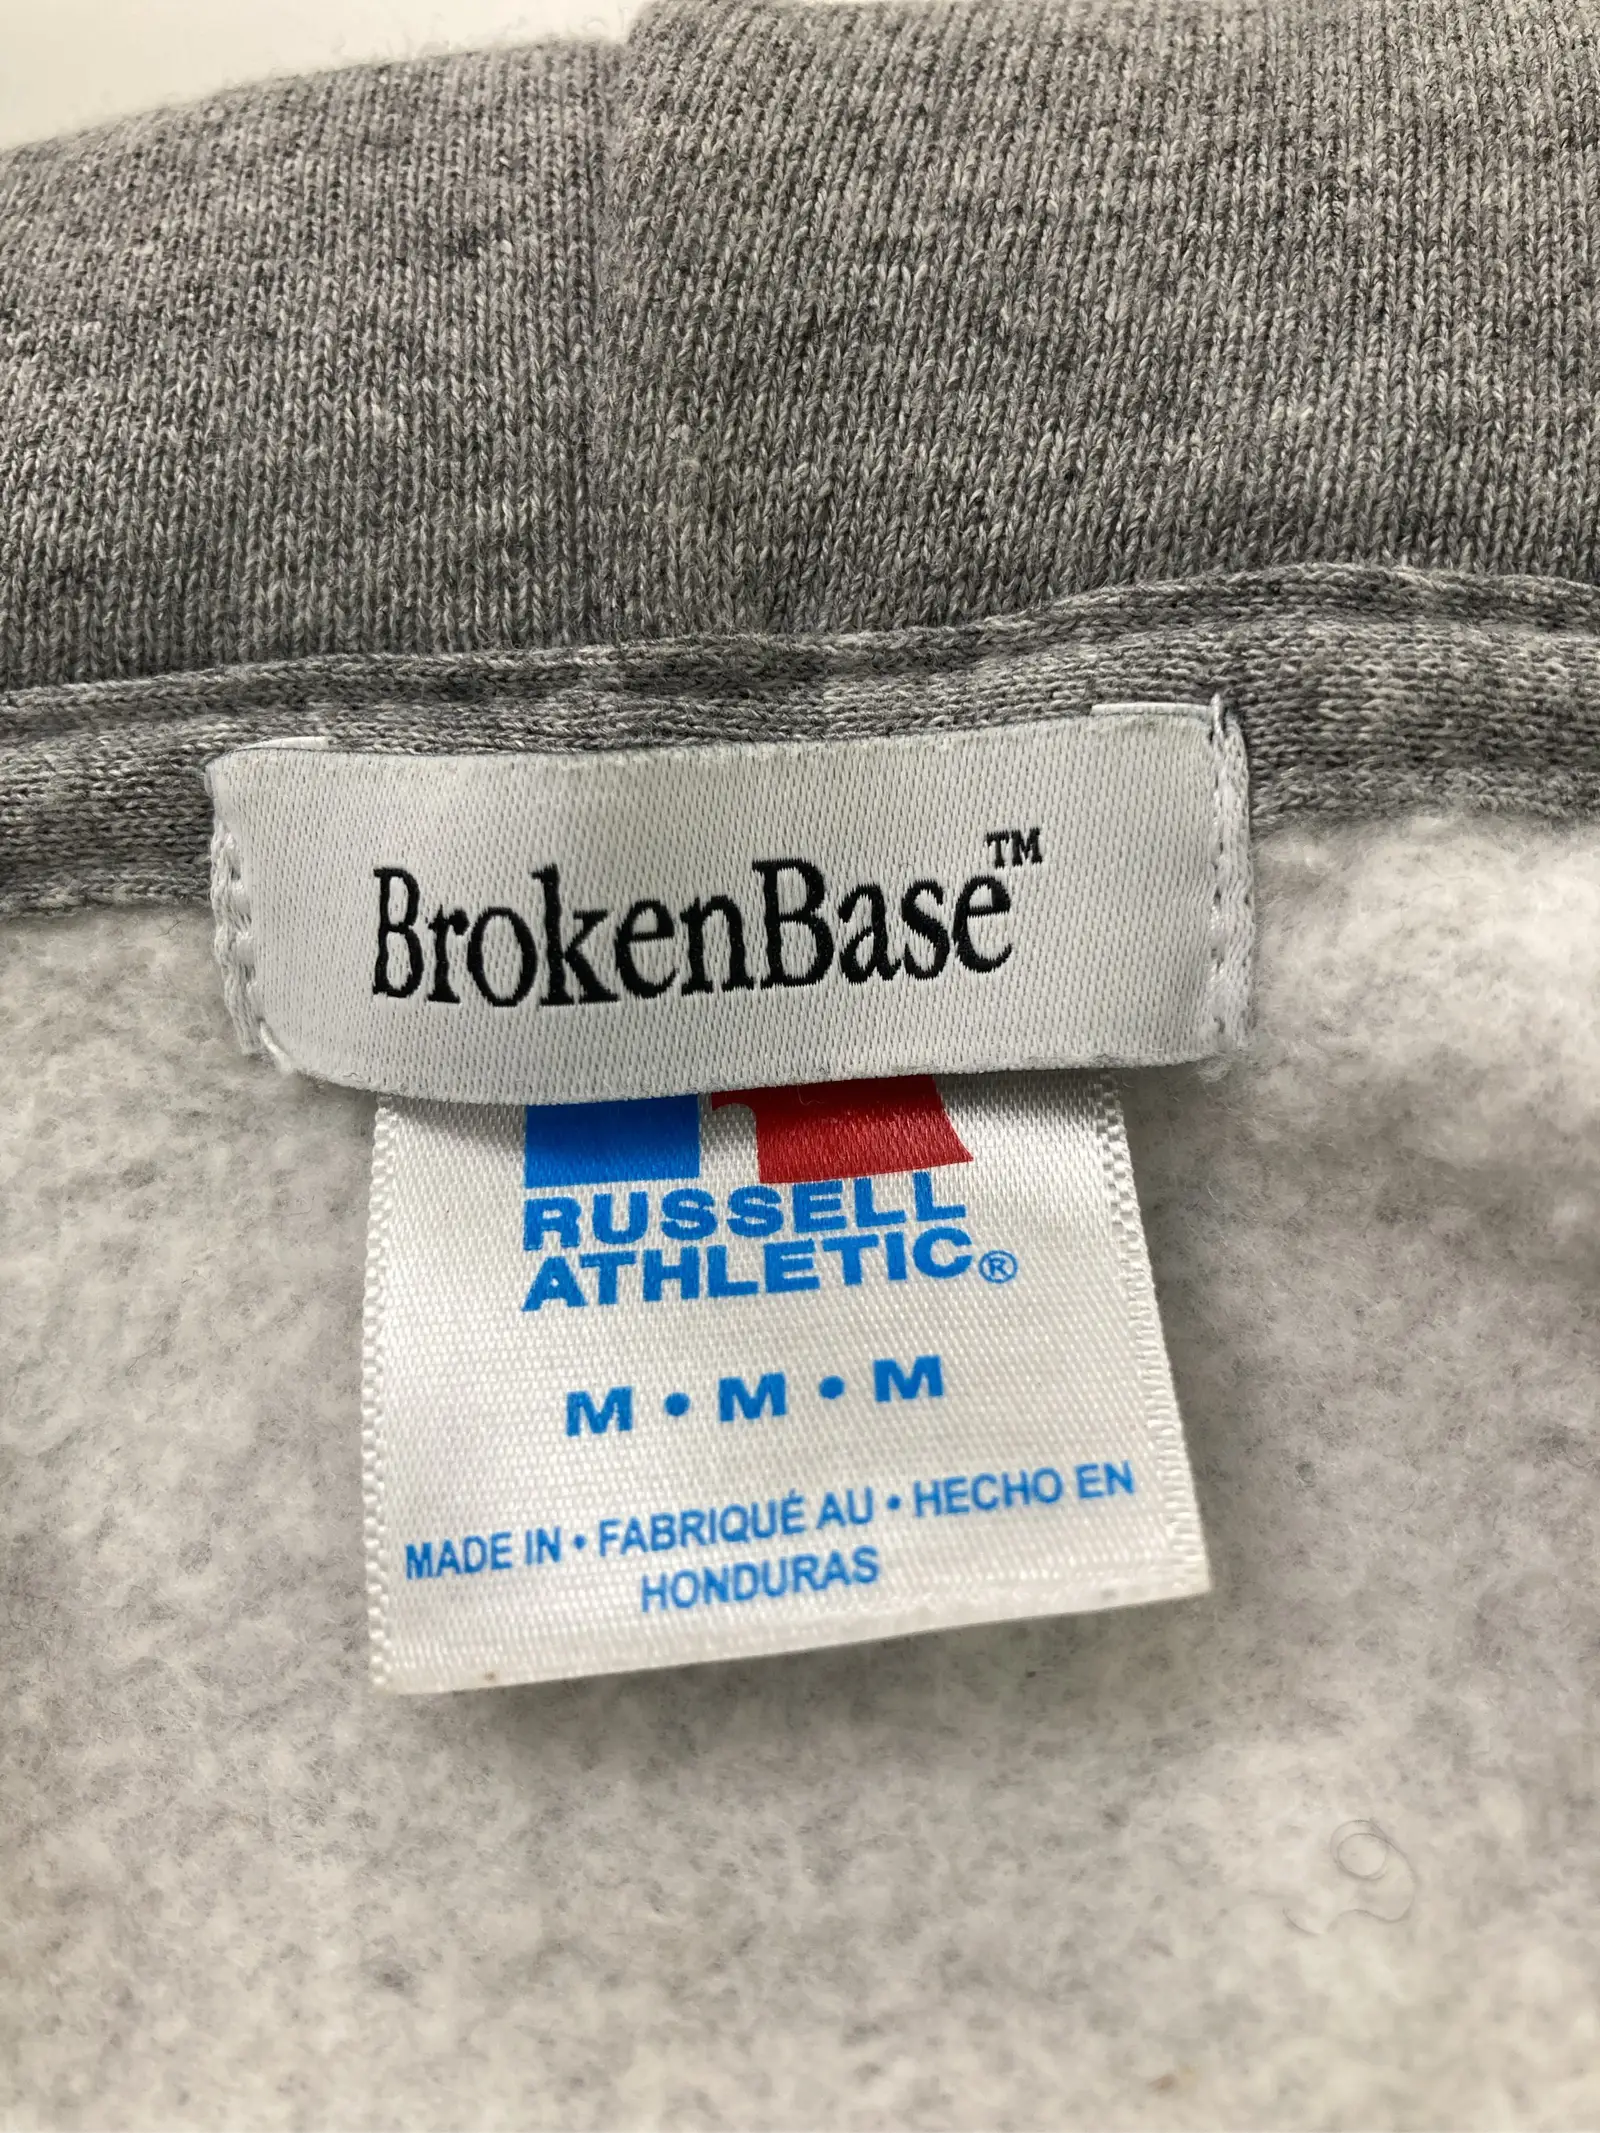 BrokenBase™
RUSSELL
ATHLETIC®
M • M • M
MADE IN • FABRIQUÉ AU • HECHO EN
HONDURAS